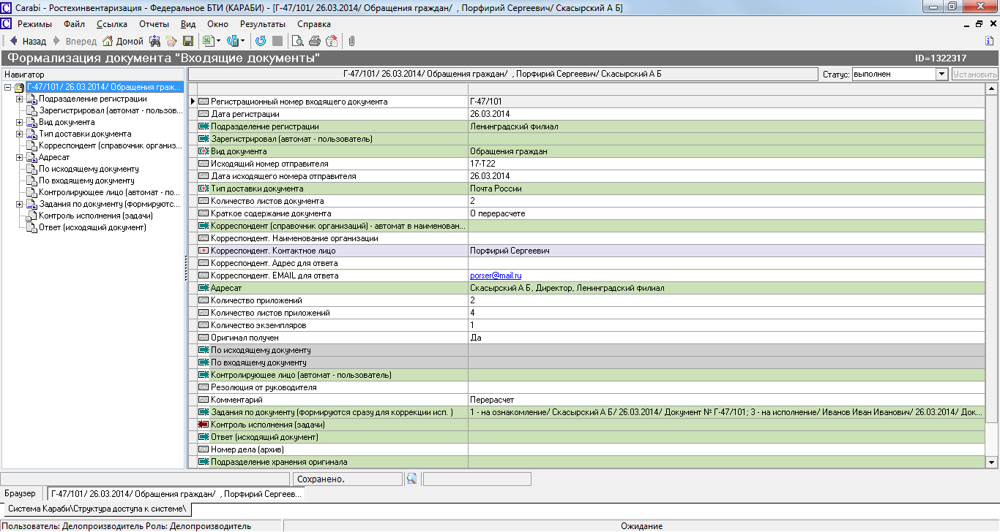 Carabi - Ростехинвентаризация - Федеральное БТИ (КАРАБИ) - [Г-47/101/ 26.03.2014/ Обращения граждан/ , Порфирий Сергеевич/ Скасырский А Б]
Режимы Файл Ссылка Отчеты Вид Окно Результаты Справка
Назад Вперед Домой
Формализация документа "Входящие документы" ID=1322317
Навигатор
Г-47/101/ 26.03.2014/ Обращения граж...
Подразделение регистрации
Зарегистрировал (автомат - пользов...
Вид документа
Тип доставки документа
Корреспондент (справочник организ...
Адресат
По исходящему документу
По входящему документу
Контролирующее лицо (автомат - по...
Задания по документу (формируютс...
Контроль исполнения (задачи)
Ответ (исходящий документ)
Г-47/101/ 26.03.2014/ Обращения граждан/ , Порфирий Сергеевич/ Скасырский А Б Статус: выполнен Установить
Регистрационный номер входящего документа Г-47/101
Дата регистрации 26.03.2014
Подразделение регистрации Ленинградский филиал
Зарегистрировал (автомат - пользователь)
Вид документа Обращения граждан
Исходящий номер отправителя 17-Т22
Дата исходящего номера отправителя 26.03.2014
Тип доставки документа Почта России
Количество листов документа 2
Краткое содержание документа О перерасчете
Корреспондент (справочник организаций) - автомат в наименован...
Корреспондент. Наименование организации
Корреспондент. Контактное лицо Порфирий Сергеевич
Корреспондент. Адрес для ответа
Корреспондент. EMAIL для ответа porser@mail.ru
Адресат Скасырский А Б, Директор, Ленинградский филиал
Количество приложений 2
Количество листов приложений 4
Количество экземпляров 1
Оригинал получен Да
По исходящему документу
По входящему документу
Контролирующее лицо (автомат - пользователь)
Резолюция от руководителя
Комментарий Перерасчет
Задания по документу (формируются сразу для коррекции исп. ) 1 - на ознакомление/ Скасырский А Б/ 26.03.2014/ Документ № Г-47/101; 3 - на исполнение/ Иванов Иван Иванович/ 26.03.2014/ Док...
Контроль исполнения (задачи)
Ответ (исходящий документ)
Номер дела (архив)
Подразделение хранения оригинала
Сохранено.
Браузер Г-47/101/ 26.03.2014/ Обращения граждан/ , Порфирий Сергеев...
Система Караби\Структура доступа к системе\
Пользователь: Делопроизводитель Роль: Делопроизводитель Ожидание